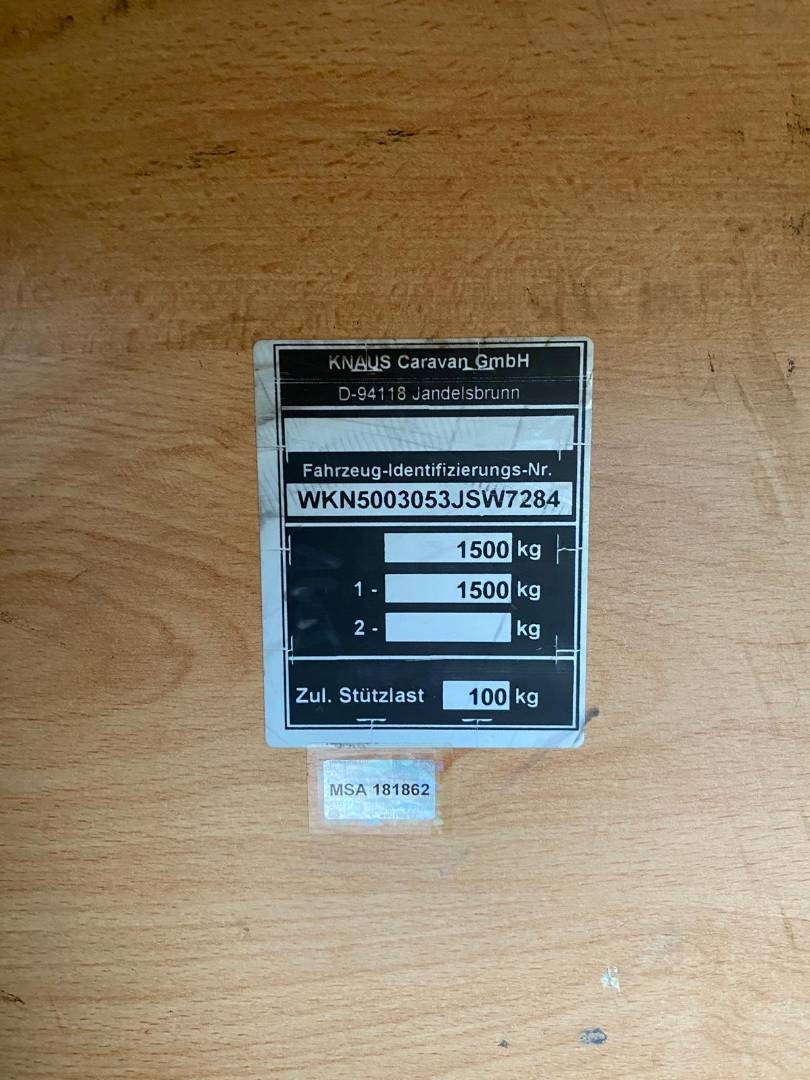 KNAUS Caravan GmbH
D-94118 Jandelsbrunn
Fahrzeug-Identifizierungs-Nr.
WKN5003053JSW7284
1500 kg
1 - 1500 kg
2 - kg
Zul. Stützlast 100 kg
MSA 181862